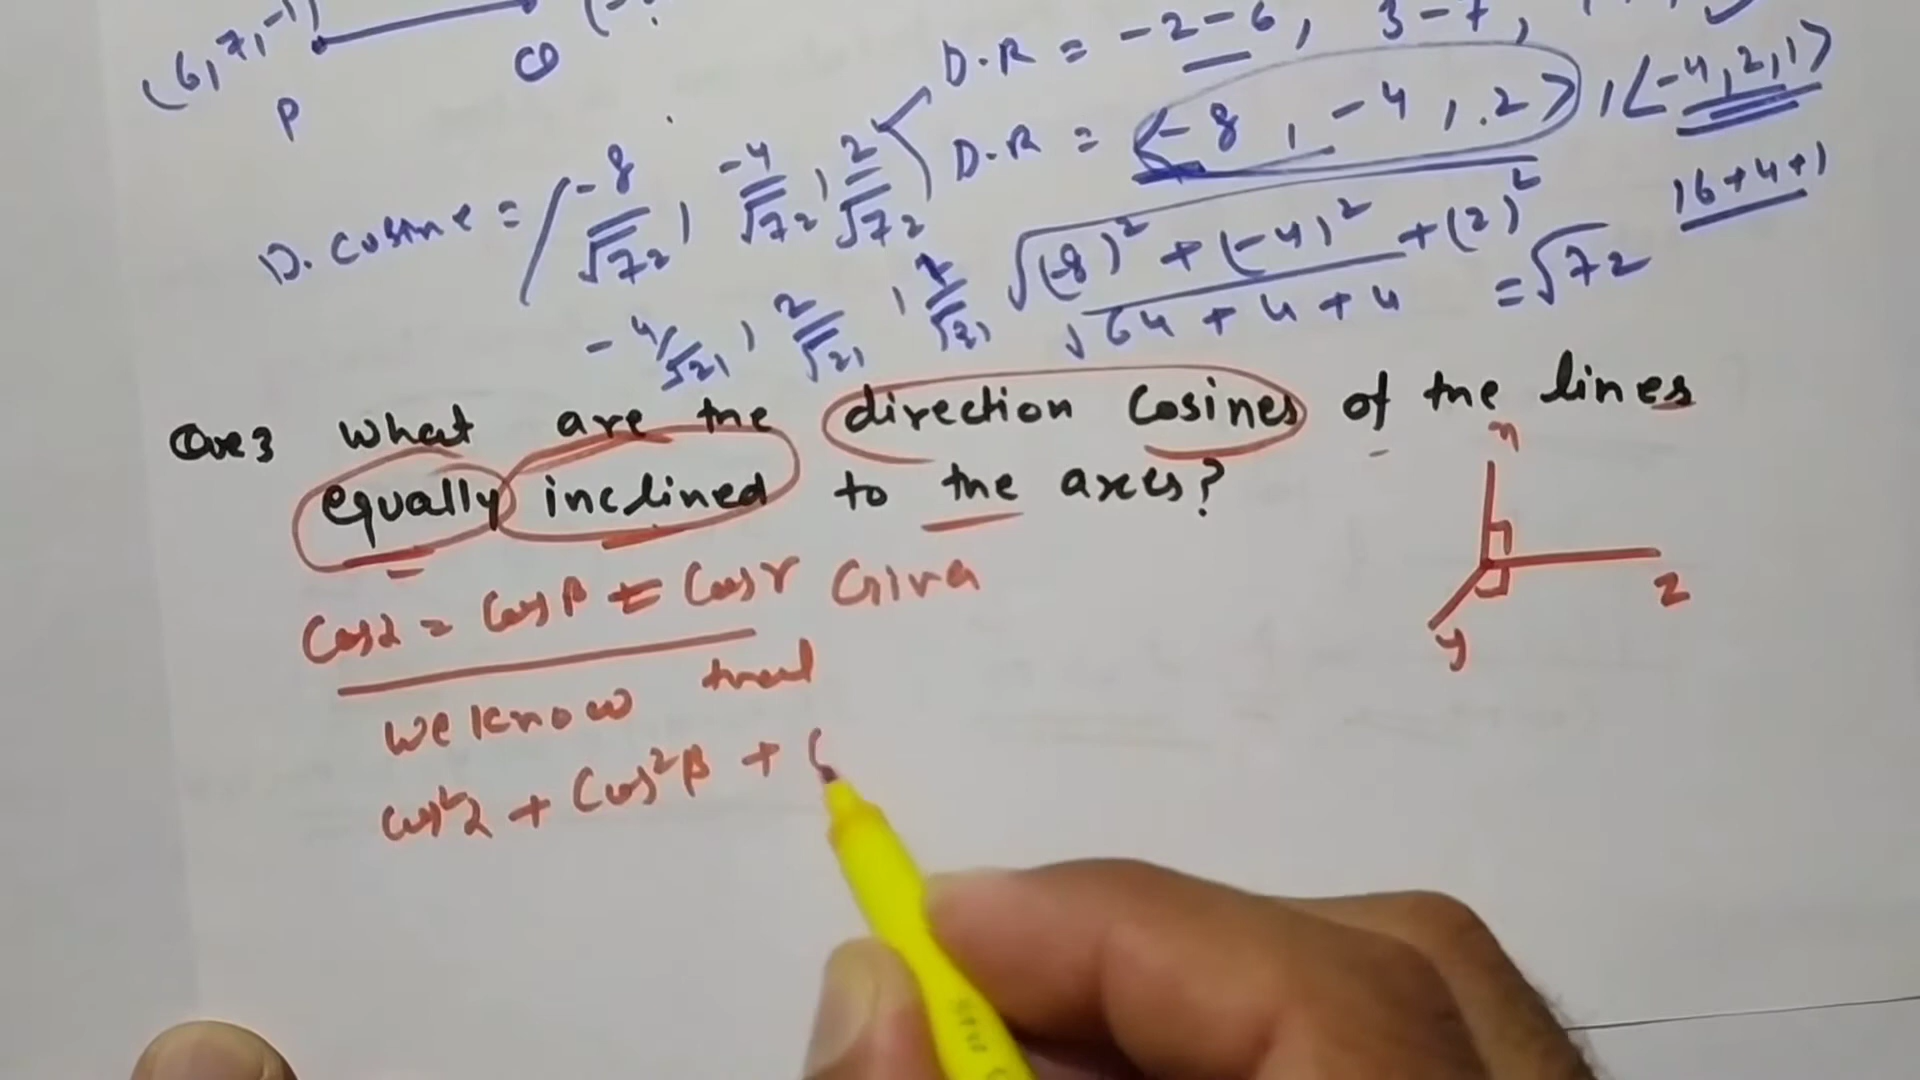 (6,7,-1)
P
Q
D.R = -2-6, 3-7,
D.R = <-8, -4, 2>, <-4,2,1>
16+4+1
D. Cosine = -8/√72, -4/√72, 2/√72
√(-8)²+(-4)²+(2)²
√64+4+4 = √72
-4/√21, 2/√21, 1/√21
Que3 What are the direction Cosines of the lines
equally inclined to the axes?
x
y
z
Cosα = Cosβ = Cosγ Given
We know that
Cos²α + Cos²β + C